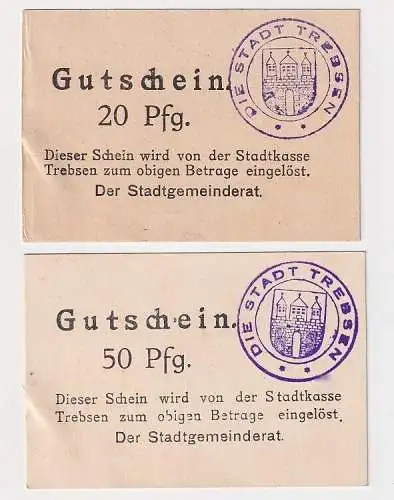 Gutschein.
20 Pfg.
DIE STADT TREBSEN
Dieser Schein wird von der Stadtkasse
Trebsen zum obigen Betrage eingelöst.
Der Stadtgemeinderat.
Gutschein.
50 Pfg.
DIE STADT TREBSEN
Dieser Schein wird von der Stadtkasse
Trebsen zum obigen Betrage eingelöst.
Der Stadtgemeinderat.